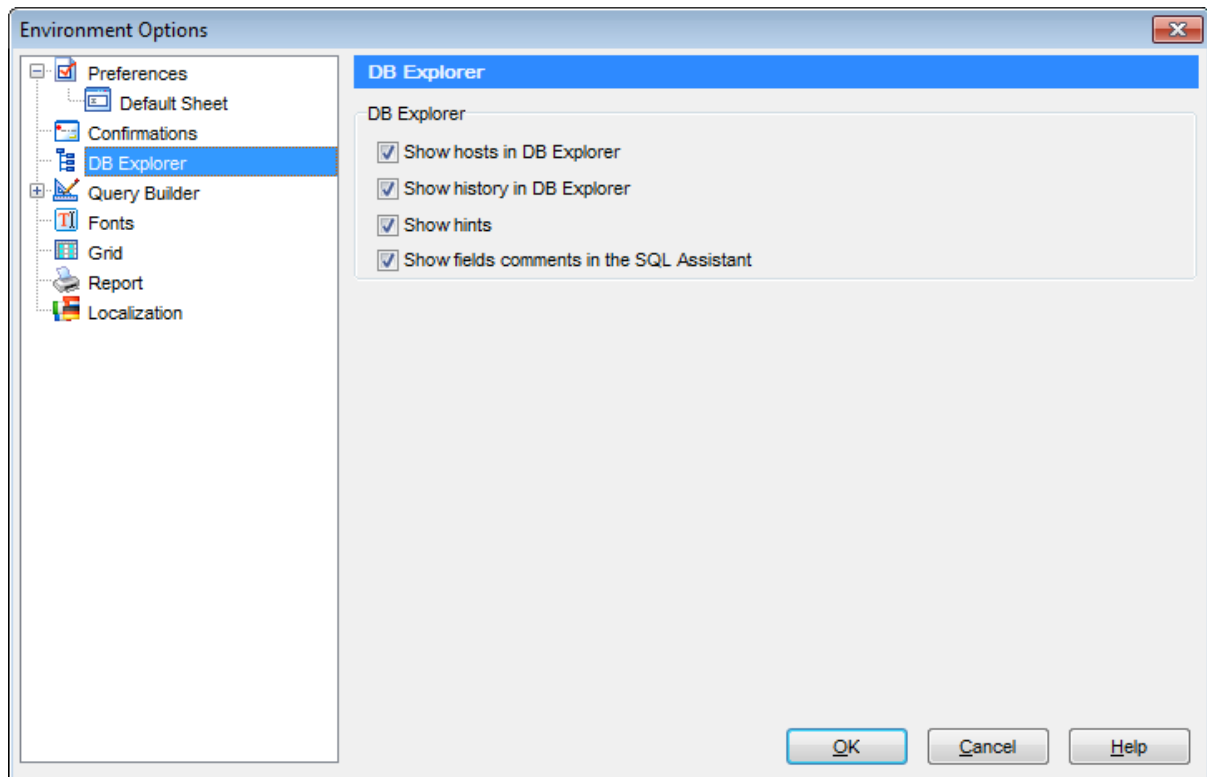 Environment Options
Preferences
Default Sheet
Confirmations
DB Explorer
Query Builder
Fonts
Grid
Report
Localization
DB Explorer
DB Explorer
Show hosts in DB Explorer
Show history in DB Explorer
Show hints
Show fields comments in the SQL Assistant
OK
Cancel
Help